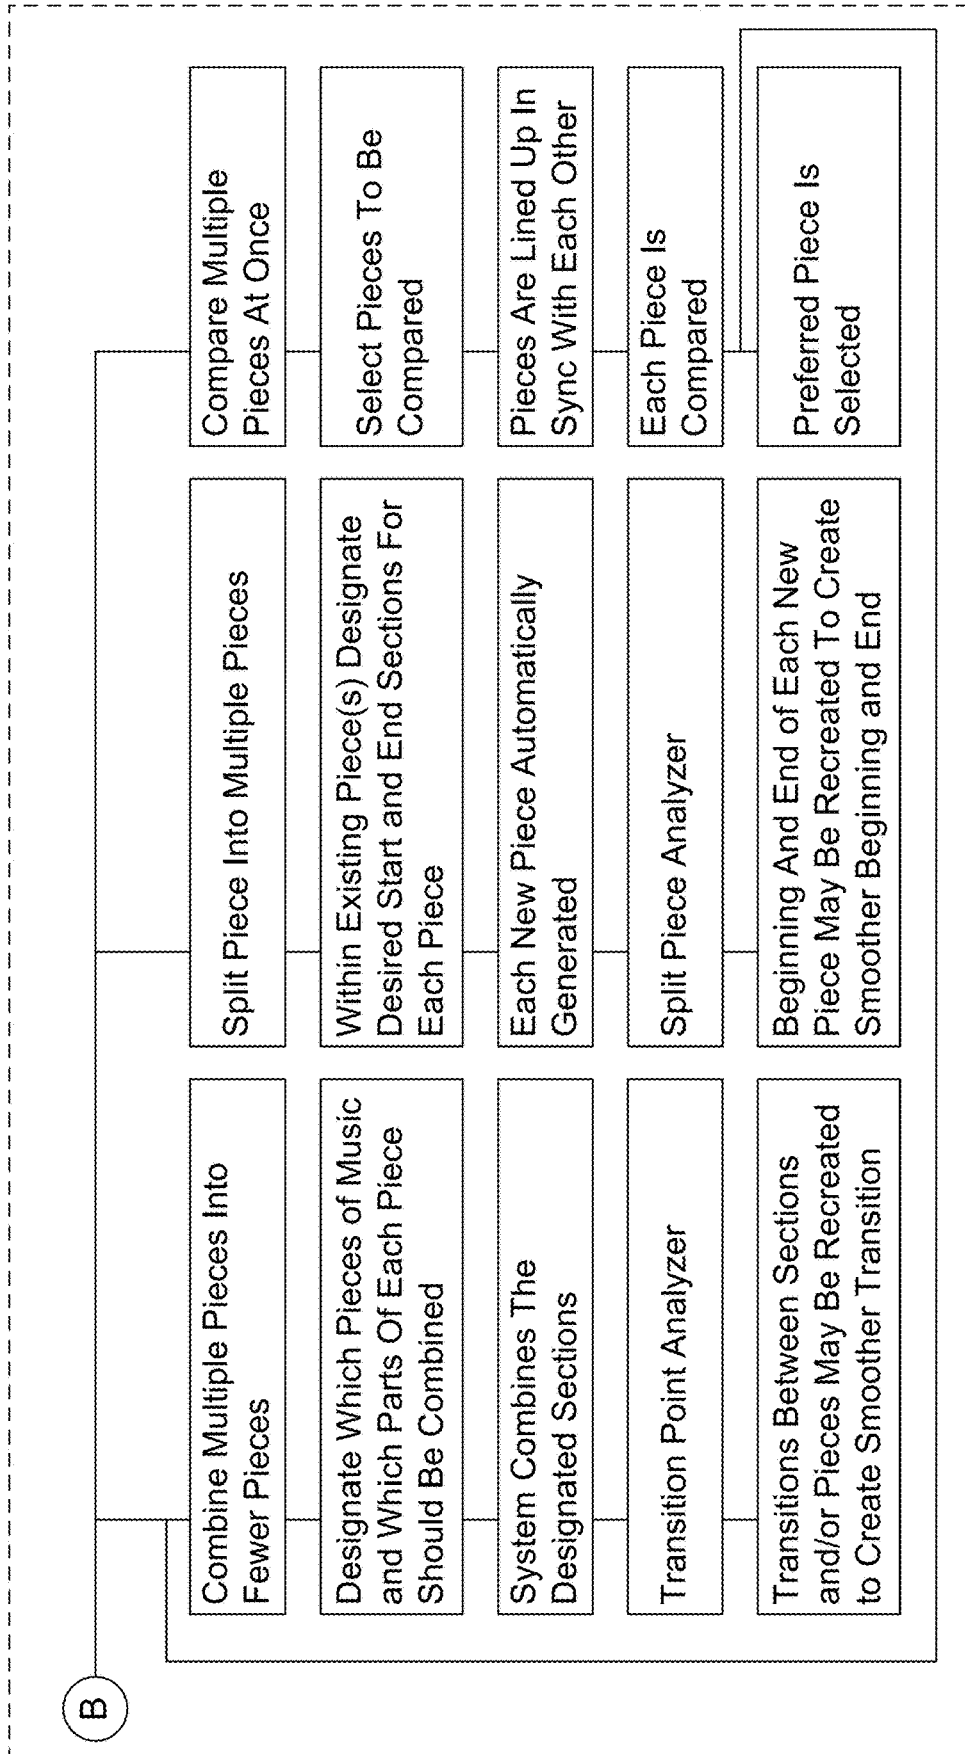 B
Combine Multiple Pieces Into
Fewer Pieces
Designate Which Pieces of Music
and Which Parts Of Each Piece
Should Be Combined
System Combines The
Designated Sections
Transition Point Analyzer
Transitions Between Sections
and/or Pieces May Be Recreated
to Create Smoother Transition
Split Piece Into Multiple Pieces
Within Existing Piece(s) Designate
Desired Start and End Sections For
Each Piece
Each New Piece Automatically
Generated
Split Piece Analyzer
Beginning And End of Each New
Piece May Be Recreated To Create
Smoother Beginning and End
Compare Multiple
Pieces At Once
Select Pieces To Be
Compared
Pieces Are Lined Up In
Sync With Each Other
Each Piece Is
Compared
Preferred Piece Is
Selected